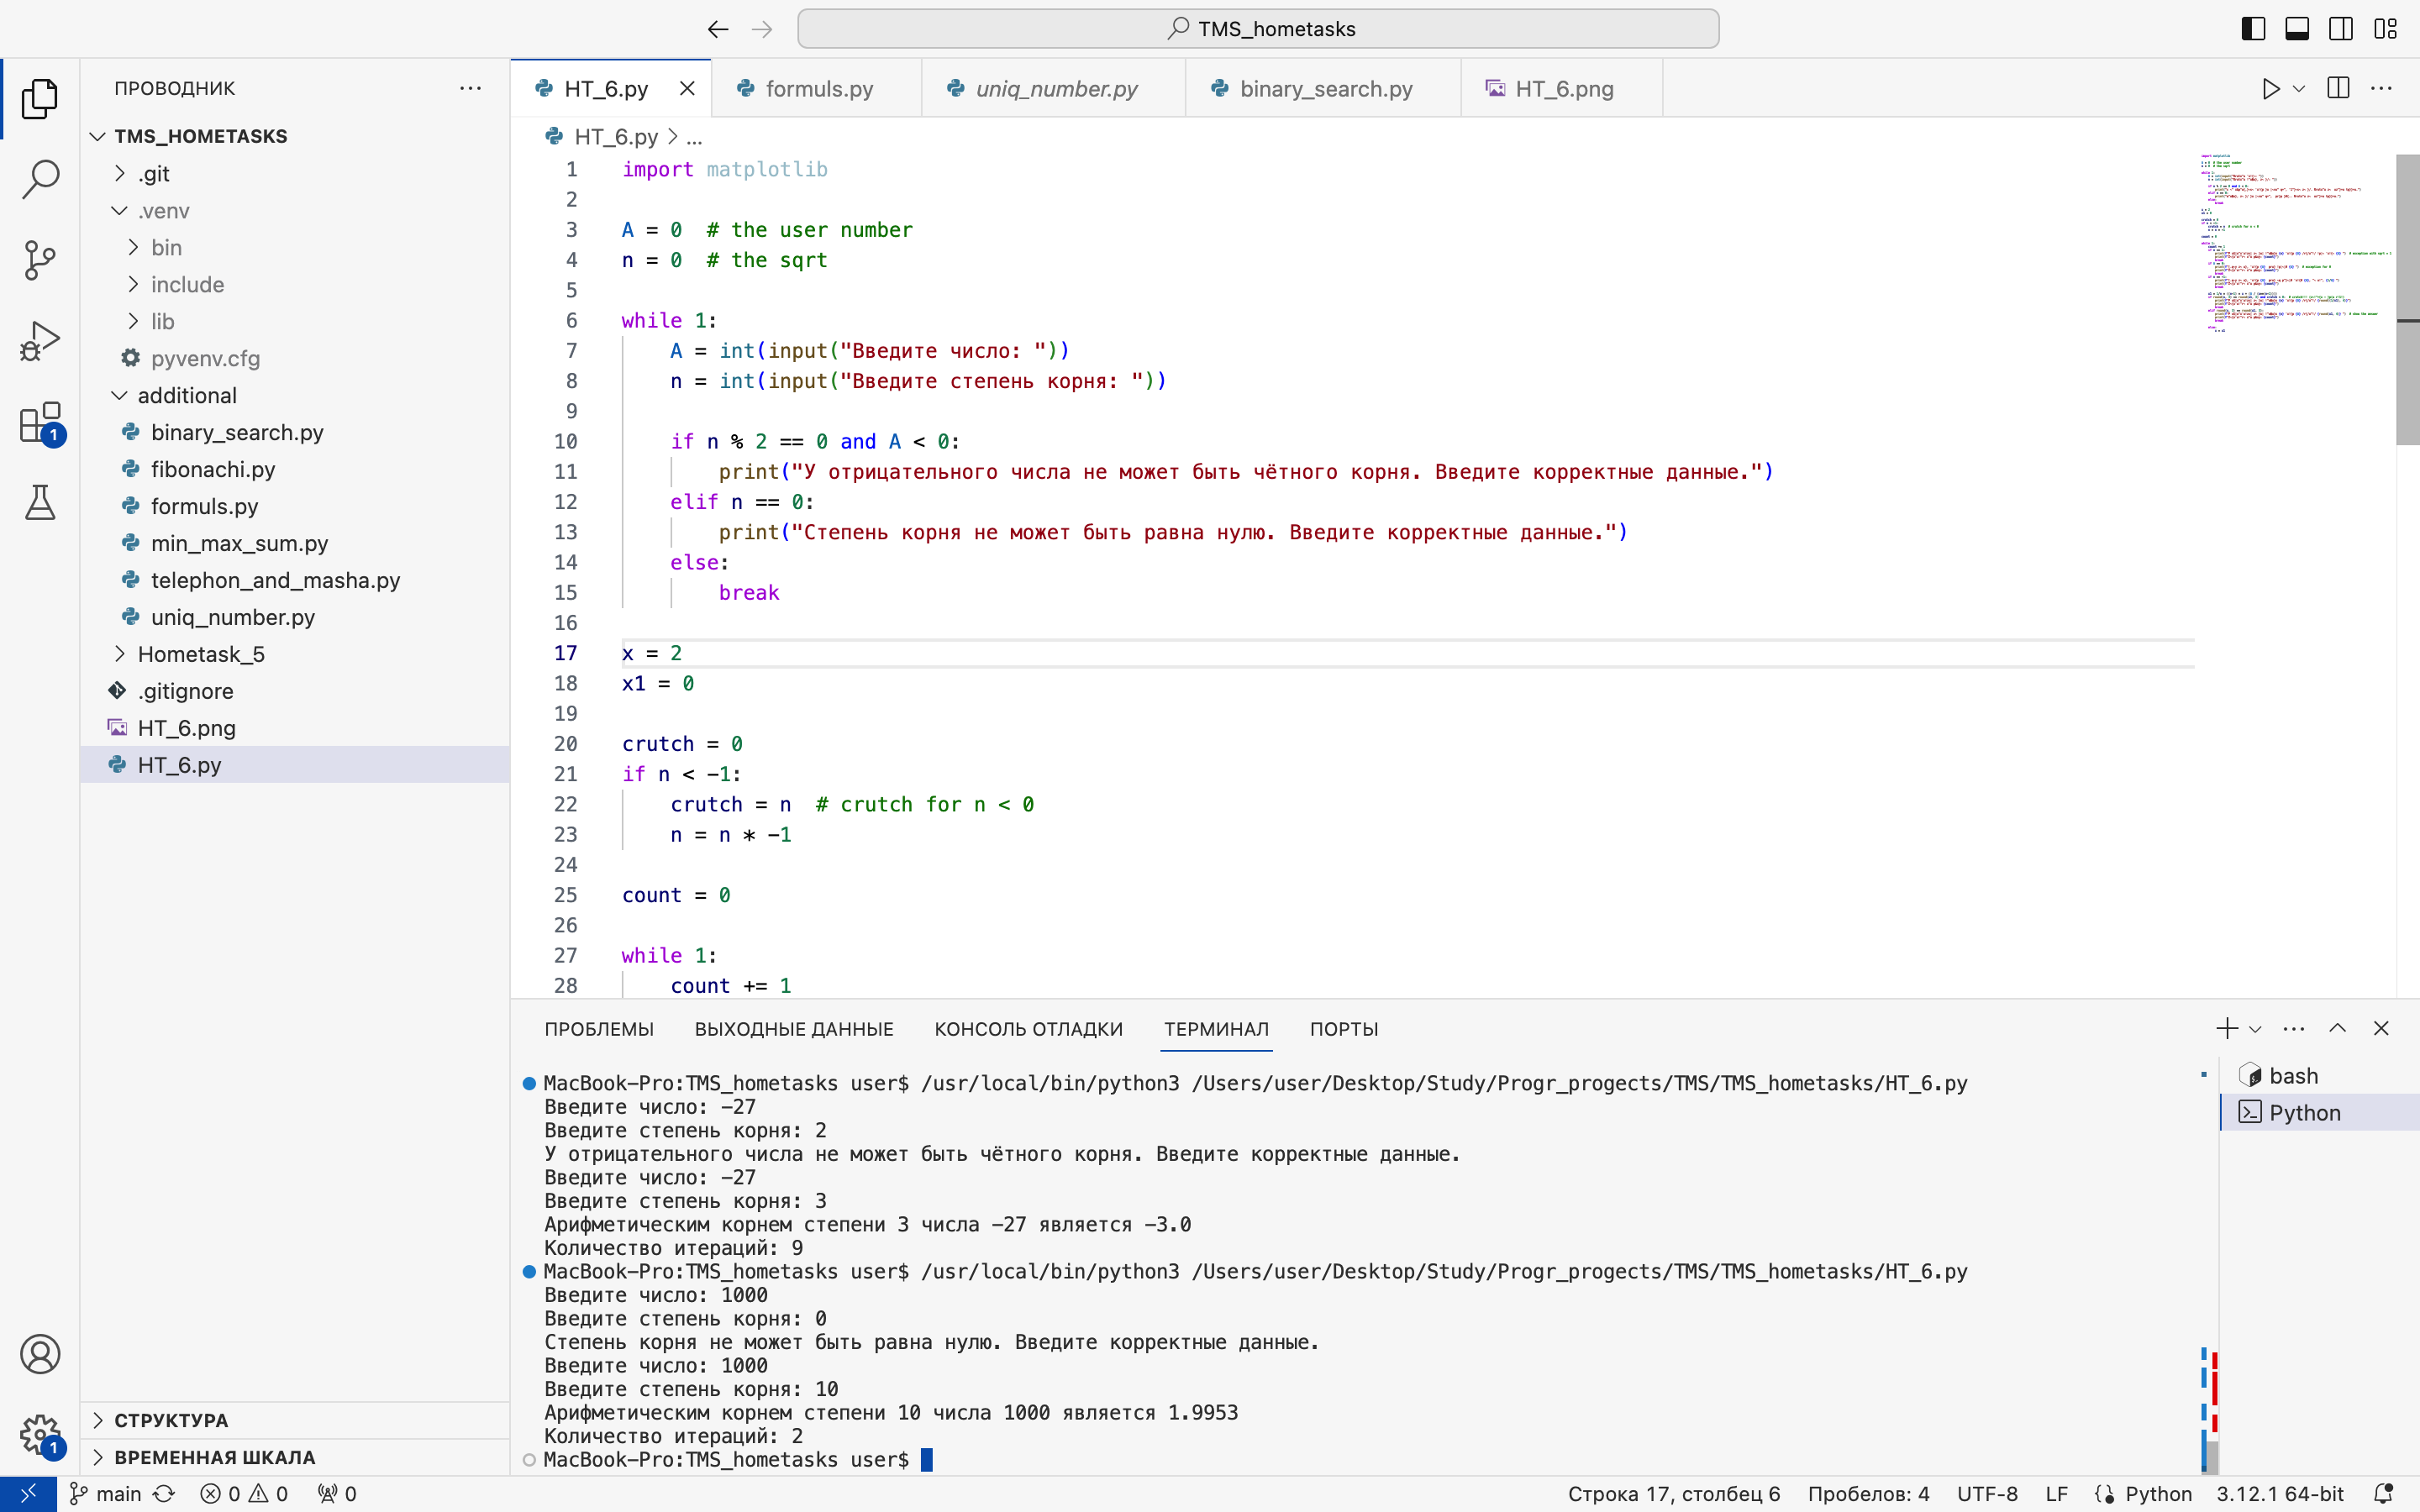 TMS_hometasks
ПРОВОДНИК
TMS_HOMETASKS
.git
.venv
bin
include
lib
pyvenv.cfg
additional
binary_search.py
fibonachi.py
formuls.py
min_max_sum.py
telephon_and_masha.py
uniq_number.py
Hometask_5
.gitignore
HT_6.png
HT_6.py
СТРУКТУРА
ВРЕМЕННАЯ ШКАЛА
1
1
HT_6.py
formuls.py
uniq_number.py
binary_search.py
HT_6.png
HT_6.py > ...
1 import matplotlib
2
3 A = 0  # the user number
4 n = 0  # the sqrt
5
6 while 1:
7     A = int(input("Введите число: "))
8     n = int(input("Введите степень корня: "))
9
10     if n % 2 == 0 and A < 0:
11         print("У отрицательного числа не может быть чётного корня. Введите корректные данные.")
12     elif n == 0:
13         print("Степень корня не может быть равна нулю. Введите корректные данные.")
14     else:
15         break
16
17 x = 2
18 x1 = 0
19
20 crutch = 0
21 if n < -1:
22     crutch = n  # crutch for n < 0
23     n = n * -1
24
25 count = 0
26
27 while 1:
28     count += 1
ПРОБЛЕМЫ ВЫХОДНЫЕ ДАННЫЕ КОНСОЛЬ ОТЛАДКИ ТЕРМИНАЛ ПОРТЫ
MacBook-Pro:TMS_hometasks user$ /usr/local/bin/python3 /Users/user/Desktop/Study/Progr_progects/TMS/TMS_hometasks/HT_6.py
Введите число: -27
Введите степень корня: 2
У отрицательного числа не может быть чётного корня. Введите корректные данные.
Введите число: -27
Введите степень корня: 3
Арифметическим корнем степени 3 числа -27 является -3.0
Количество итераций: 9
MacBook-Pro:TMS_hometasks user$ /usr/local/bin/python3 /Users/user/Desktop/Study/Progr_progects/TMS/TMS_hometasks/HT_6.py
Введите число: 1000
Введите степень корня: 0
Степень корня не может быть равна нулю. Введите корректные данные.
Введите число: 1000
Введите степень корня: 10
Арифметическим корнем степени 10 числа 1000 является 1.9953
Количество итераций: 2
MacBook-Pro:TMS_hometasks user$
bash
Python
main 0 0 0 Строка 17, столбец 6 Пробелов: 4 UTF-8 LF Python 3.12.1 64-bit